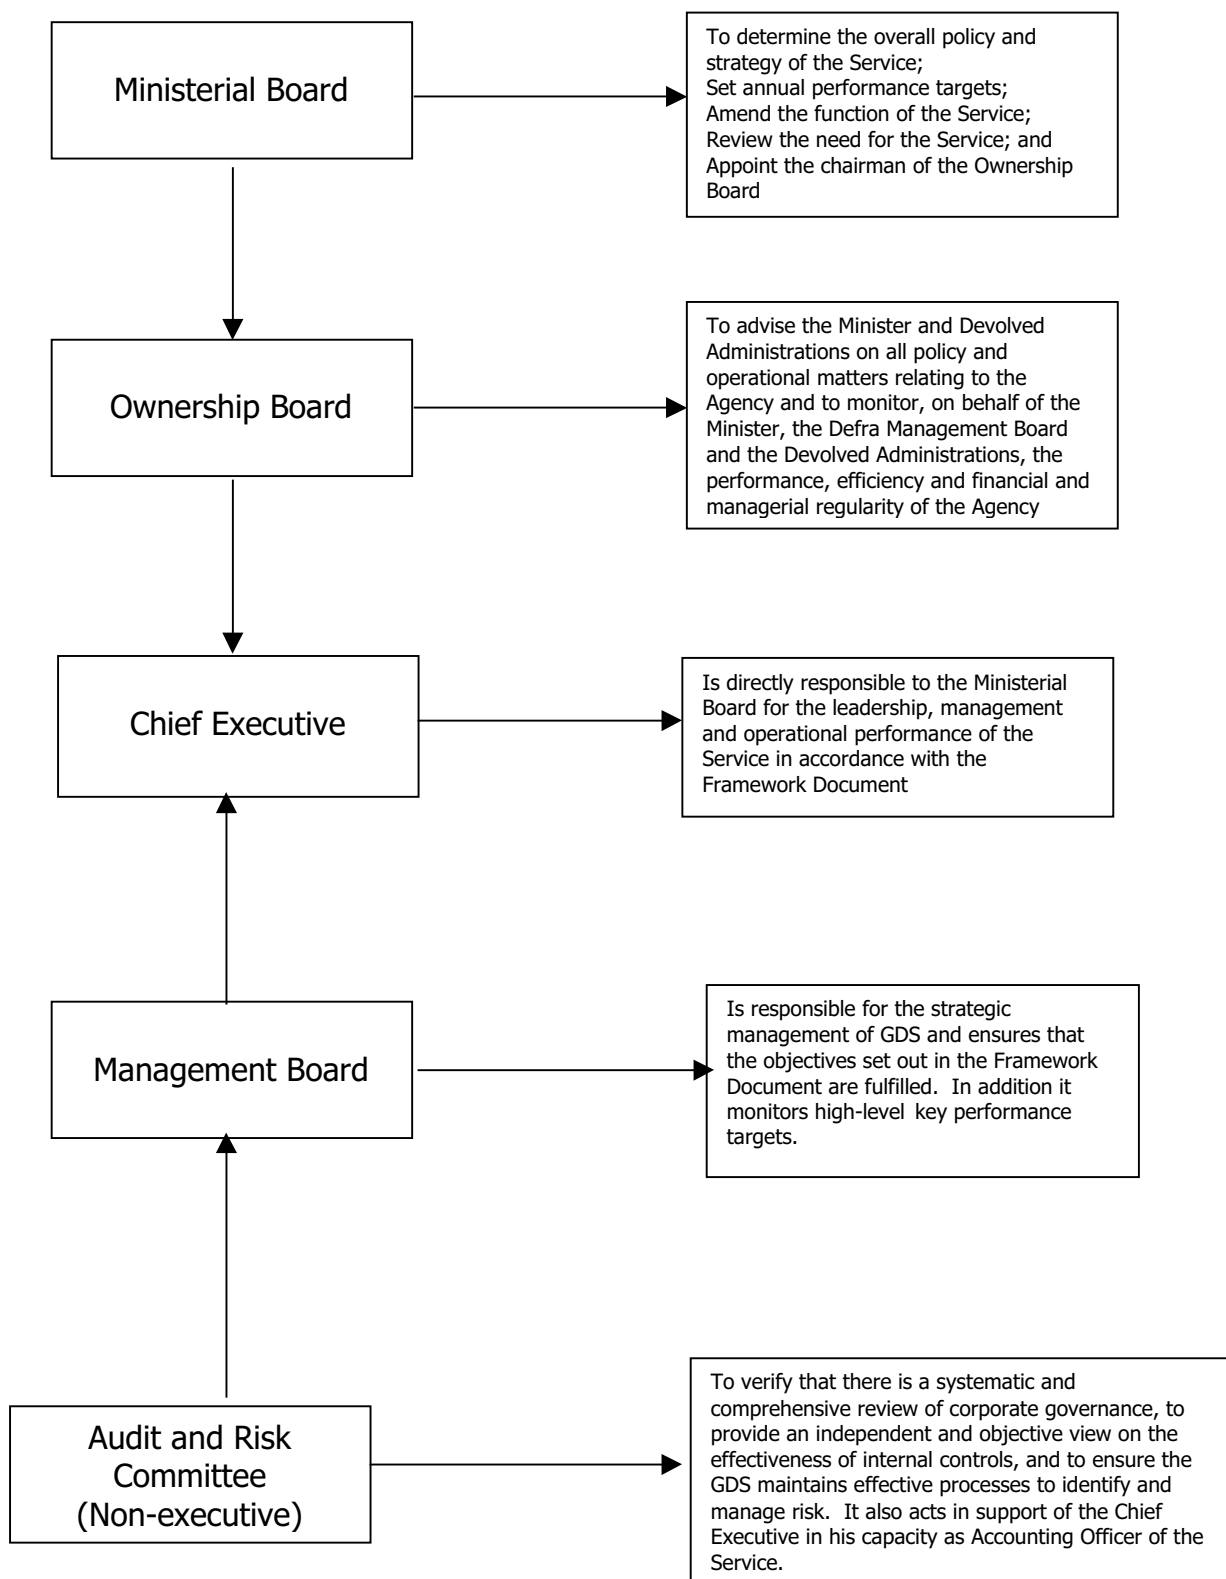 Ministerial Board
To determine the overall policy and
strategy of the Service;
Set annual performance targets;
Amend the function of the Service;
Review the need for the Service; and
Appoint the chairman of the Ownership
Board
Ownership Board
To advise the Minister and Devolved
Administrations on all policy and
operational matters relating to the
Agency and to monitor, on behalf of the
Minister, the Defra Management Board
and the Devolved Administrations, the
performance, efficiency and financial and
managerial regularity of the Agency
Chief Executive
Is directly responsible to the Ministerial
Board for the leadership, management
and operational performance of the
Service in accordance with the
Framework Document
Management Board
Is responsible for the strategic
management of GDS and ensures that
the objectives set out in the Framework
Document are fulfilled.  In addition it
monitors high-level key performance
targets.
Audit and Risk
Committee
(Non-executive)
To verify that there is a systematic and
comprehensive review of corporate governance, to
provide an independent and objective view on the
effectiveness of internal controls, and to ensure the
GDS maintains effective processes to identify and
manage risk.  It also acts in support of the Chief
Executive in his capacity as Accounting Officer of the
Service.